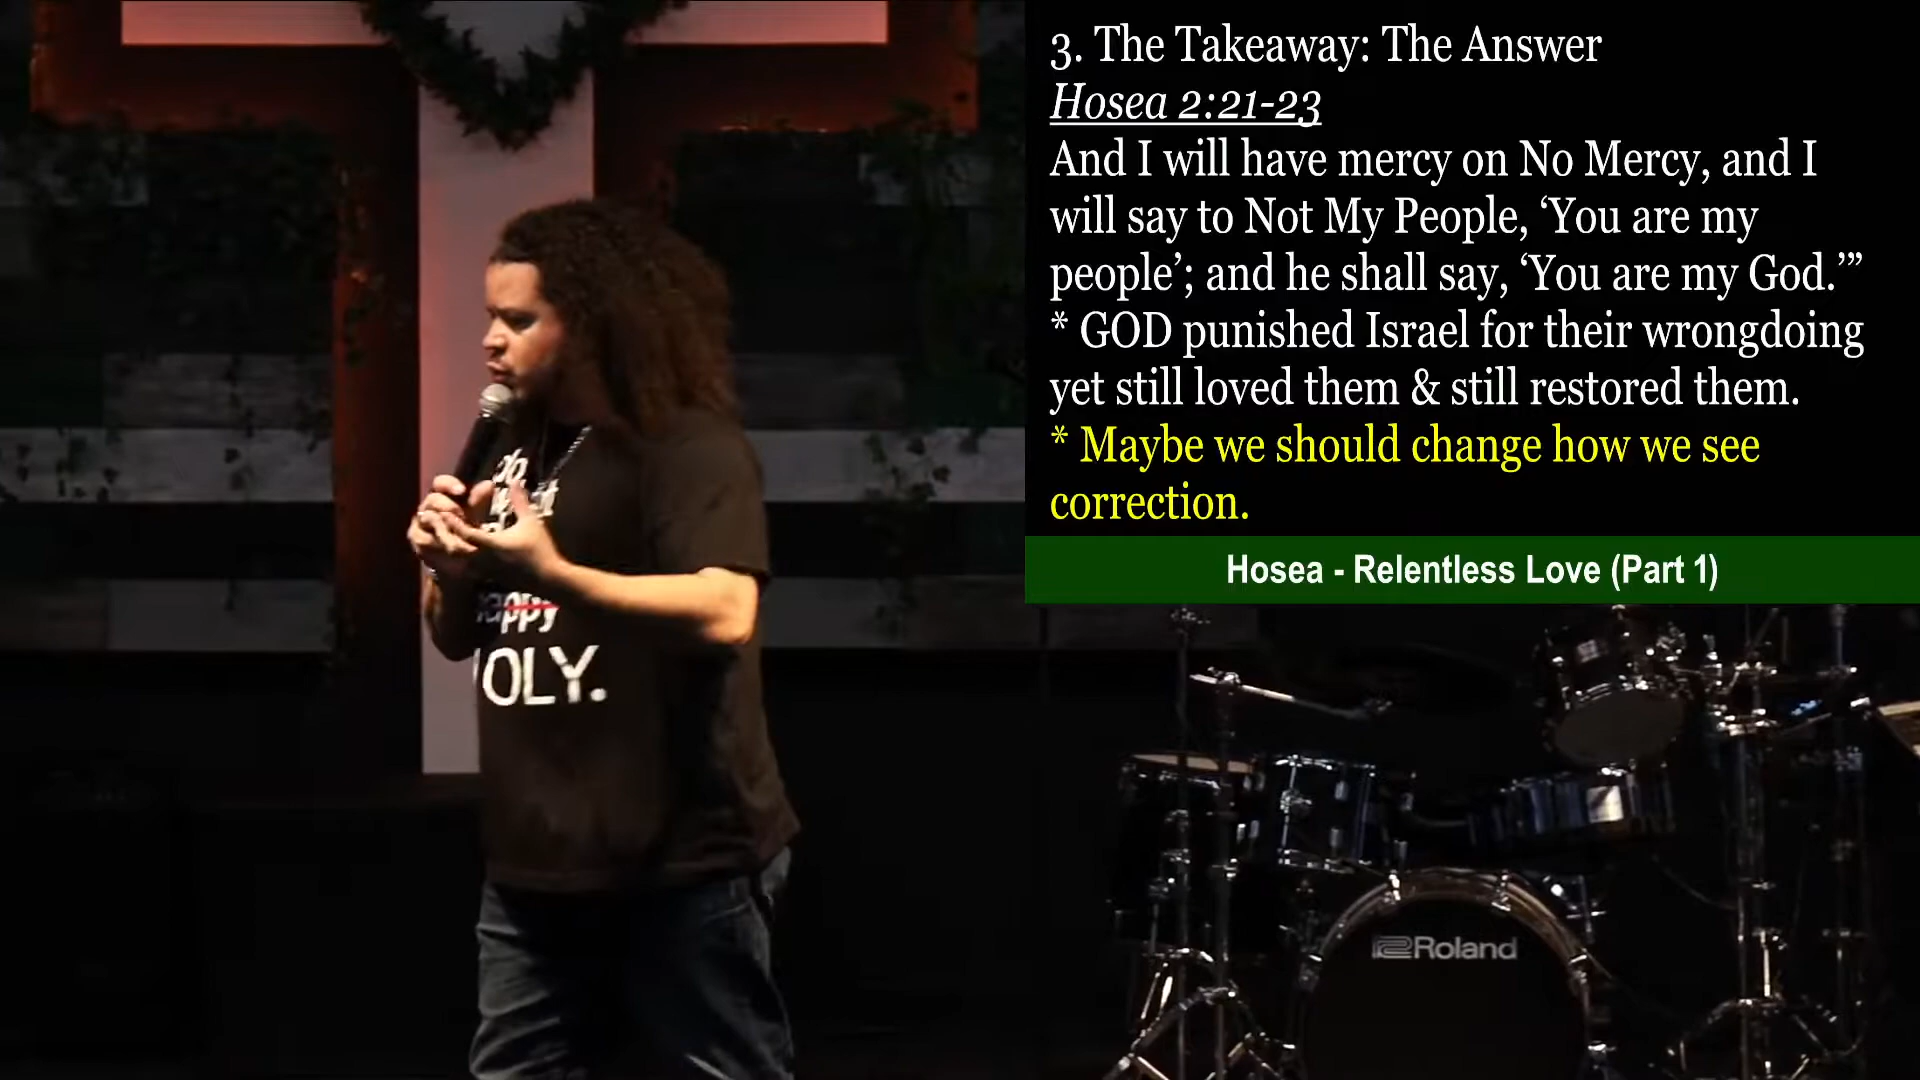 3. The Takeaway: The Answer
Hosea 2:21-23
And I will have mercy on No Mercy, and I
will say to Not My People, ‘You are my
people’; and he shall say, ‘You are my God.’”
* GOD punished Israel for their wrongdoing
yet still loved them & still restored them.
* Maybe we should change how we see
correction.
Hosea - Relentless Love (Part 1)
Roland